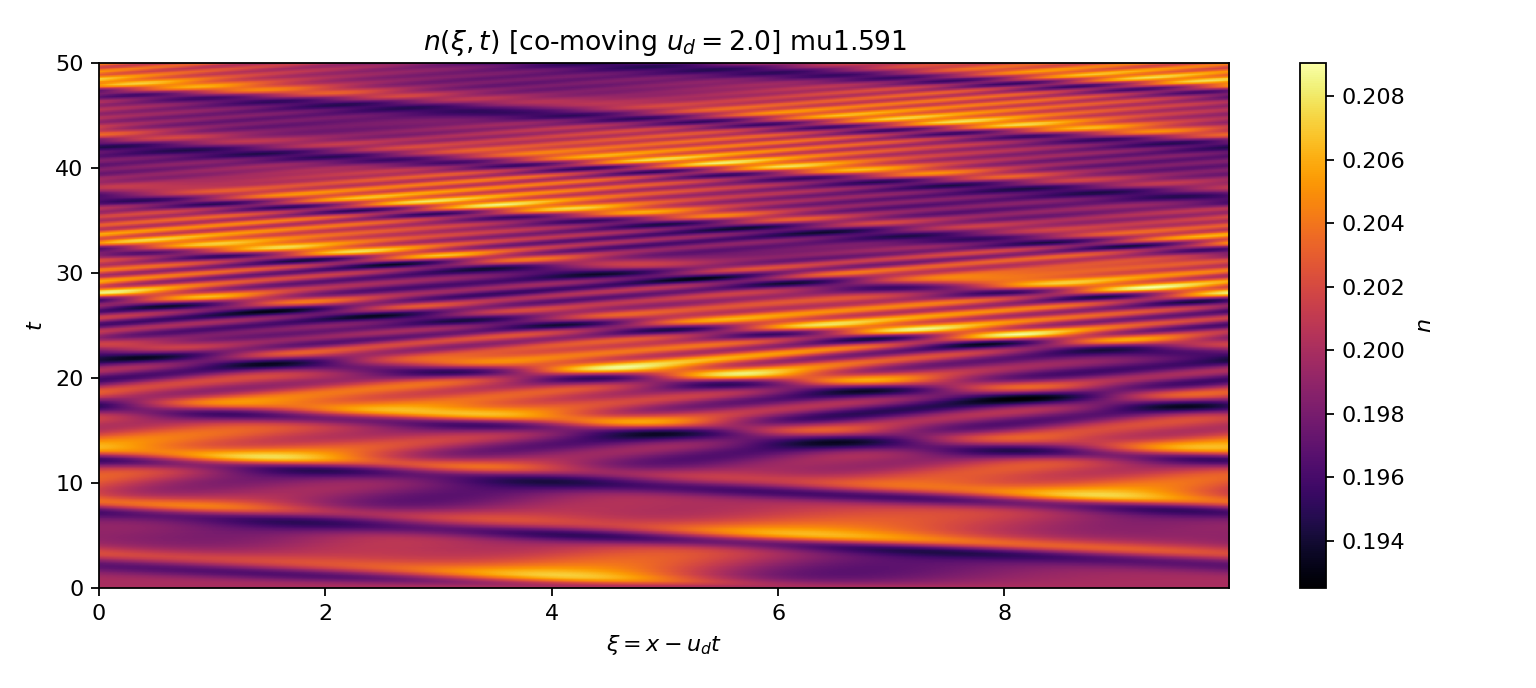 n(ξ, t) [co-moving u_d = 2.0] mu1.591
50
40
30
20
10
0
t
0 2 4 6 8
ξ = x − u_d t
0.208
0.206
0.204
0.202
0.200
0.198
0.196
0.194
n